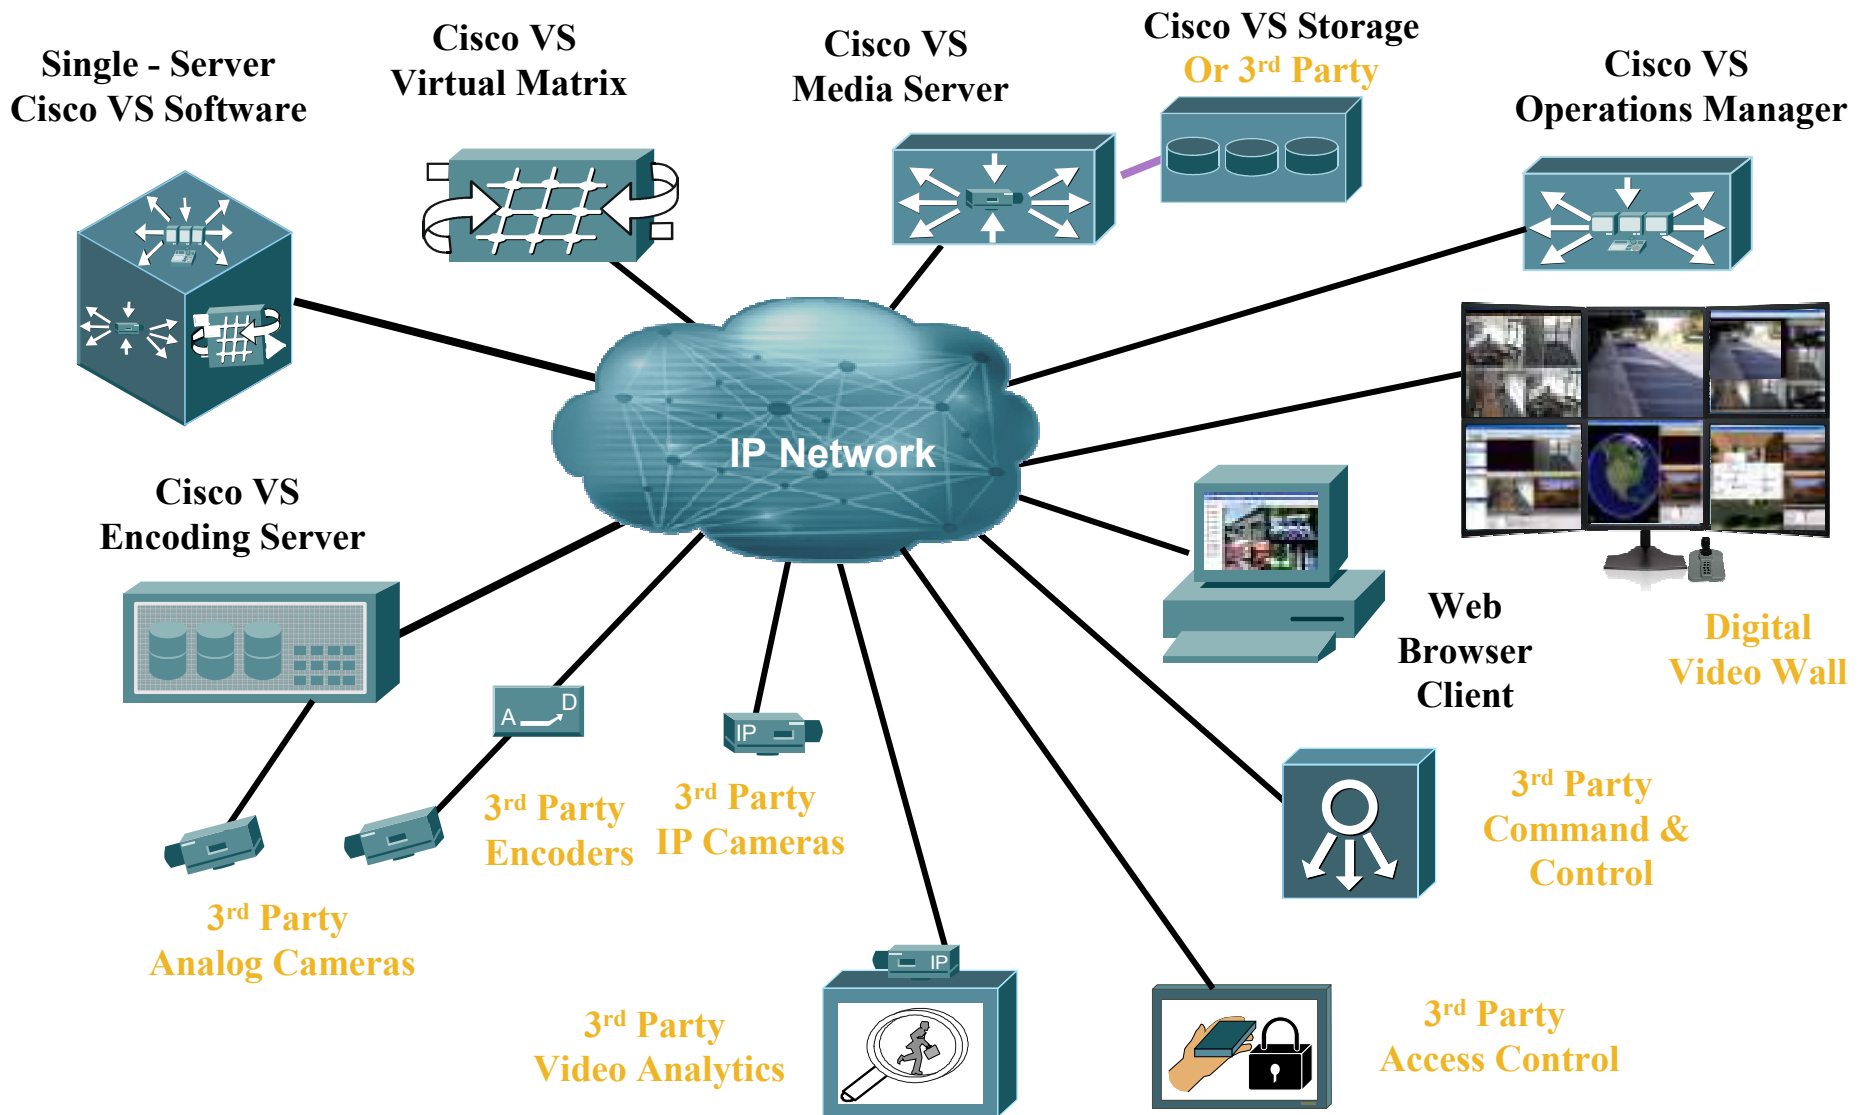 Single - Server
Cisco VS Software
Cisco VS
Virtual Matrix
Cisco VS
Media Server
Cisco VS Storage
Or 3rd Party
Cisco VS
Operations Manager
IP Network
Cisco VS
Encoding Server
Web
Browser
Client
Digital
Video Wall
A
D
IP
3rd Party
Encoders
3rd Party
IP Cameras
3rd Party
Command &
Control
3rd Party
Analog Cameras
IP
3rd Party
Video Analytics
3rd Party
Access Control